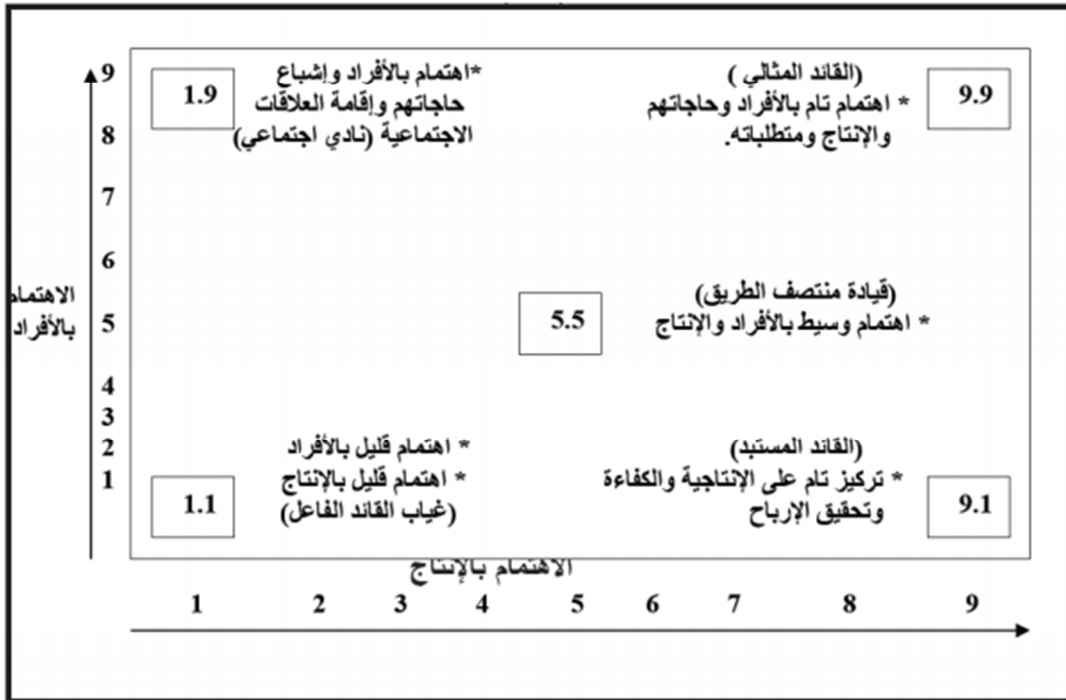 9
1.9
*اهتمام بالأفراد وإشباع
حاجاتهم وإقامة العلاقات
الاجتماعية (نادي اجتماعي)
(القائد المثالي )
* اهتمام تام بالأفراد وحاجاتهم
والإنتاج ومتطلباته.
9.9
8
7
6
الاهتمام
بالأفراد
5
5.5
(قيادة منتصف الطريق)
* اهتمام وسيط بالأفراد والإنتاج
4
3
2
1
1.1
* اهتمام قليل بالأفراد
* اهتمام قليل بالإنتاج
(غياب القائد الفاعل)
(القائد المستبد)
* تركيز تام على الإنتاجية والكفاءة
وتحقيق الإرباح
9.1
الاهتمام بالإنتاج
1 2 3 4 5 6 7 8 9